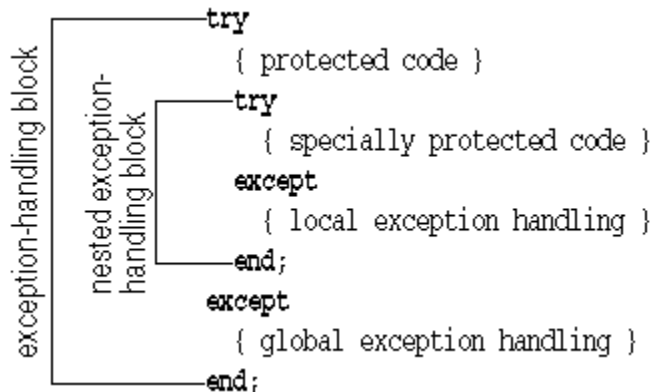 exception-handling block
nested exception-
handling block
try
{ protected code }
try
{ specially protected code }
except
{ local exception handling }
end;
except
{ global exception handling }
end;